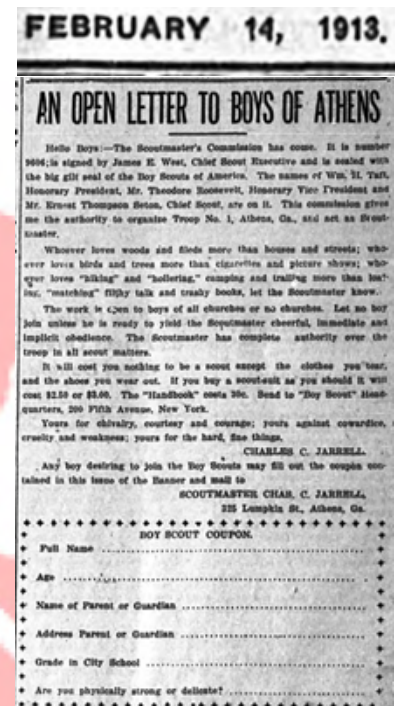 FEBRUARY 14, 1913.
AN OPEN LETTER TO BOYS OF ATHENS
Hello Boys:—The Scoutmaster's Commission has come. It is number
9606; is signed by James E. West, Chief Scout Executive and is sealed with
the big gilt seal of the Boy Scouts of America. The names of Wm. H. Taft,
Honorary President, Mr. Theodore Roosevelt, Honorary Vice President and
Mr. Ernest Thompson Seton, Chief Scout, are on it. This commission gives
me the authority to organize Troop No. 1, Athens, Ga., and act as Scout-
master.
Whoever loves woods and fileds more than houses and streets; who-
ever loves birds and trees more than cigarettes and picture shows; who-
ever loves "hiking" and "hollering," camping and trailing more than loaf-
ing, filthy talk and trashy books, let the Scoutmaster know.
The work is open to boys of all churches or no churches. Let no boy
join unless he is ready to yield the Scoutmaster cheerful, immediate and
implicit obedience. The Scoutmaster has complete authority over the
troop in all scout matters.
It will cost you nothing to be a scout except the clothes you tear,
and the shoes you wear out. If you buy a scout-suit as you should it will
cost $2.50 or $3.00. The "Handbook" costs 30c. Send to "Boy Scout" Head-
quarters, 200 Fifth Avenue, New York.
Yours for chivalry, courtesy and courage; yours against cowardice,
cruelty and weakness; yours for the hard, fine things,
CHARLES C. JARRELL.
Any boy desiring to join the Boy Scouts may fill out the coupon con-
tained in this issue of the Banner and mail to
SCOUTMASTER CHAS. C. JARRELL,
325 Lumpkin St., Athens, Ga.
BOY SCOUT COUPON.
Full Name
Age
Name of Parent or Guardian
Address Parent or Guardian
Grade in City School
Are you physically strong or delicate?